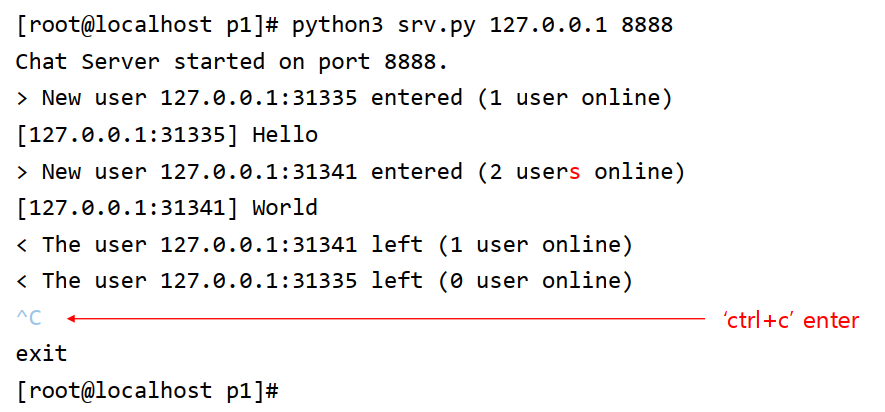 [root@localhost p1]# python3 srv.py 127.0.0.1 8888
Chat Server started on port 8888.
> New user 127.0.0.1:31335 entered (1 user online)
[127.0.0.1:31335] Hello
> New user 127.0.0.1:31341 entered (2 users online)
[127.0.0.1:31341] World
< The user 127.0.0.1:31341 left (1 user online)
< The user 127.0.0.1:31335 left (0 user online)
^C ‘ctrl+c’ enter
exit
[root@localhost p1]#